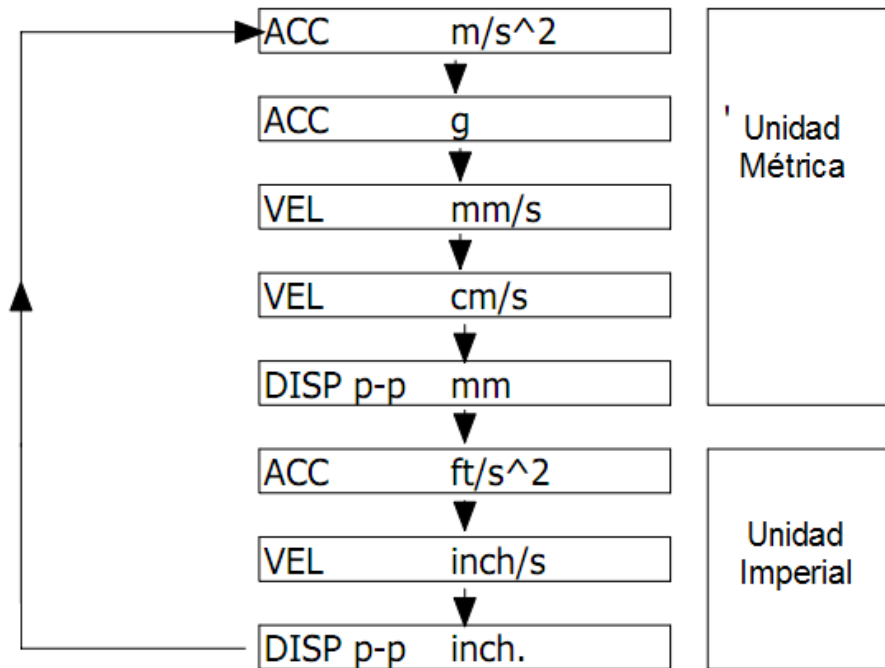 ACC m/s^2
ACC g
' Unidad
Métrica
VEL mm/s
VEL cm/s
DISP p-p mm
ACC ft/s^2
VEL inch/s
Unidad
Imperial
DISP p-p inch.